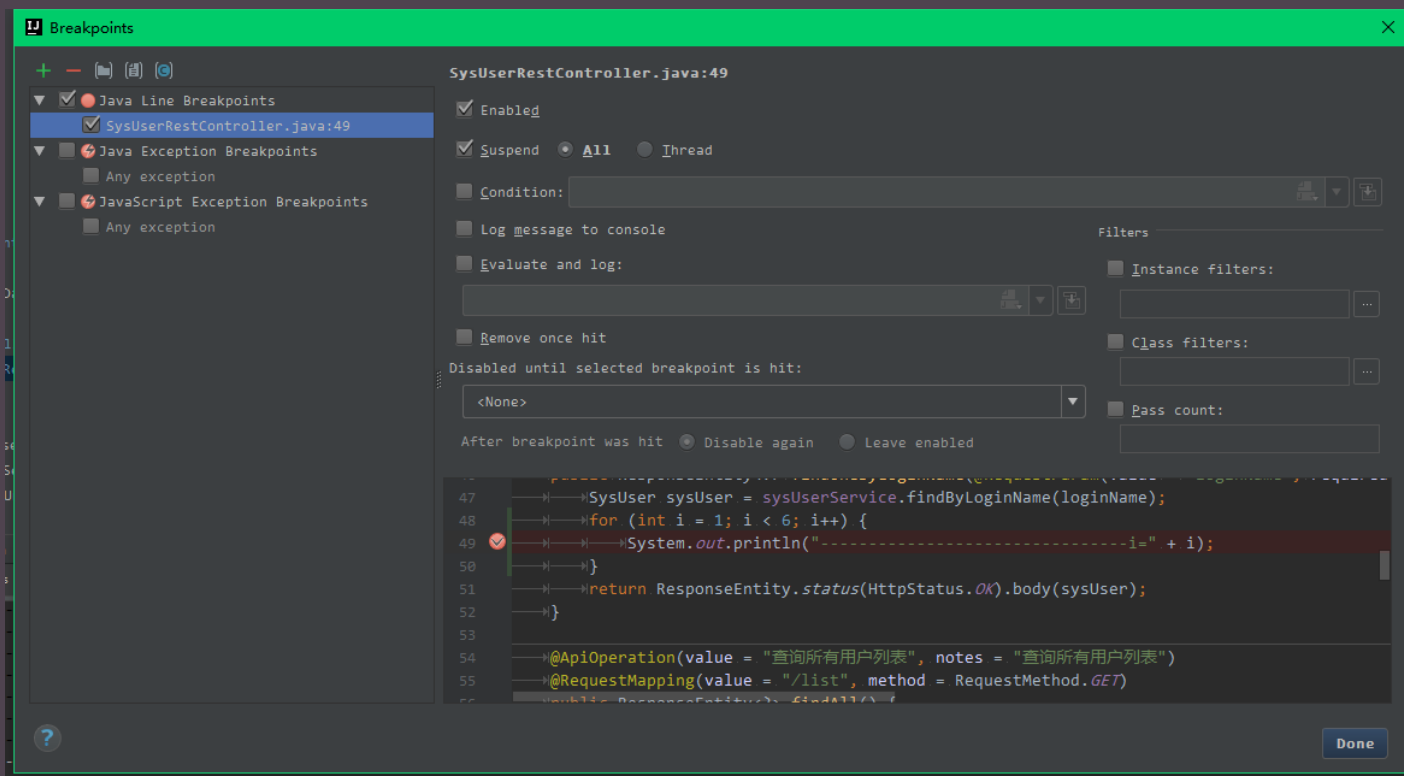 Breakpoints
SysUserRestController.java:49
Java Line Breakpoints
SysUserRestController.java:49
Java Exception Breakpoints
Any exception
JavaScript Exception Breakpoints
Any exception
Enabled
Suspend All Thread
Condition:
Log message to console
Evaluate and log:
Remove once hit
Disabled until selected breakpoint is hit:
<None>
After breakpoint was hit Disable again Leave enabled
Filters
Instance filters:
Class filters:
Pass count:
47 SysUser sysUser = sysUserService.findByLoginName(loginName);
48 for (int i = 1; i < 6; i++) {
49 System.out.println("--------------------------------i=" + i);
50 }
51 return ResponseEntity.status(HttpStatus.OK).body(sysUser);
52 }
53
54 @ApiOperation(value = "查询所有用户列表", notes = "查询所有用户列表")
55 @RequestMapping(value = "/list", method = RequestMethod.GET)
public ResponseEntity<?> findAll() {
?
Done